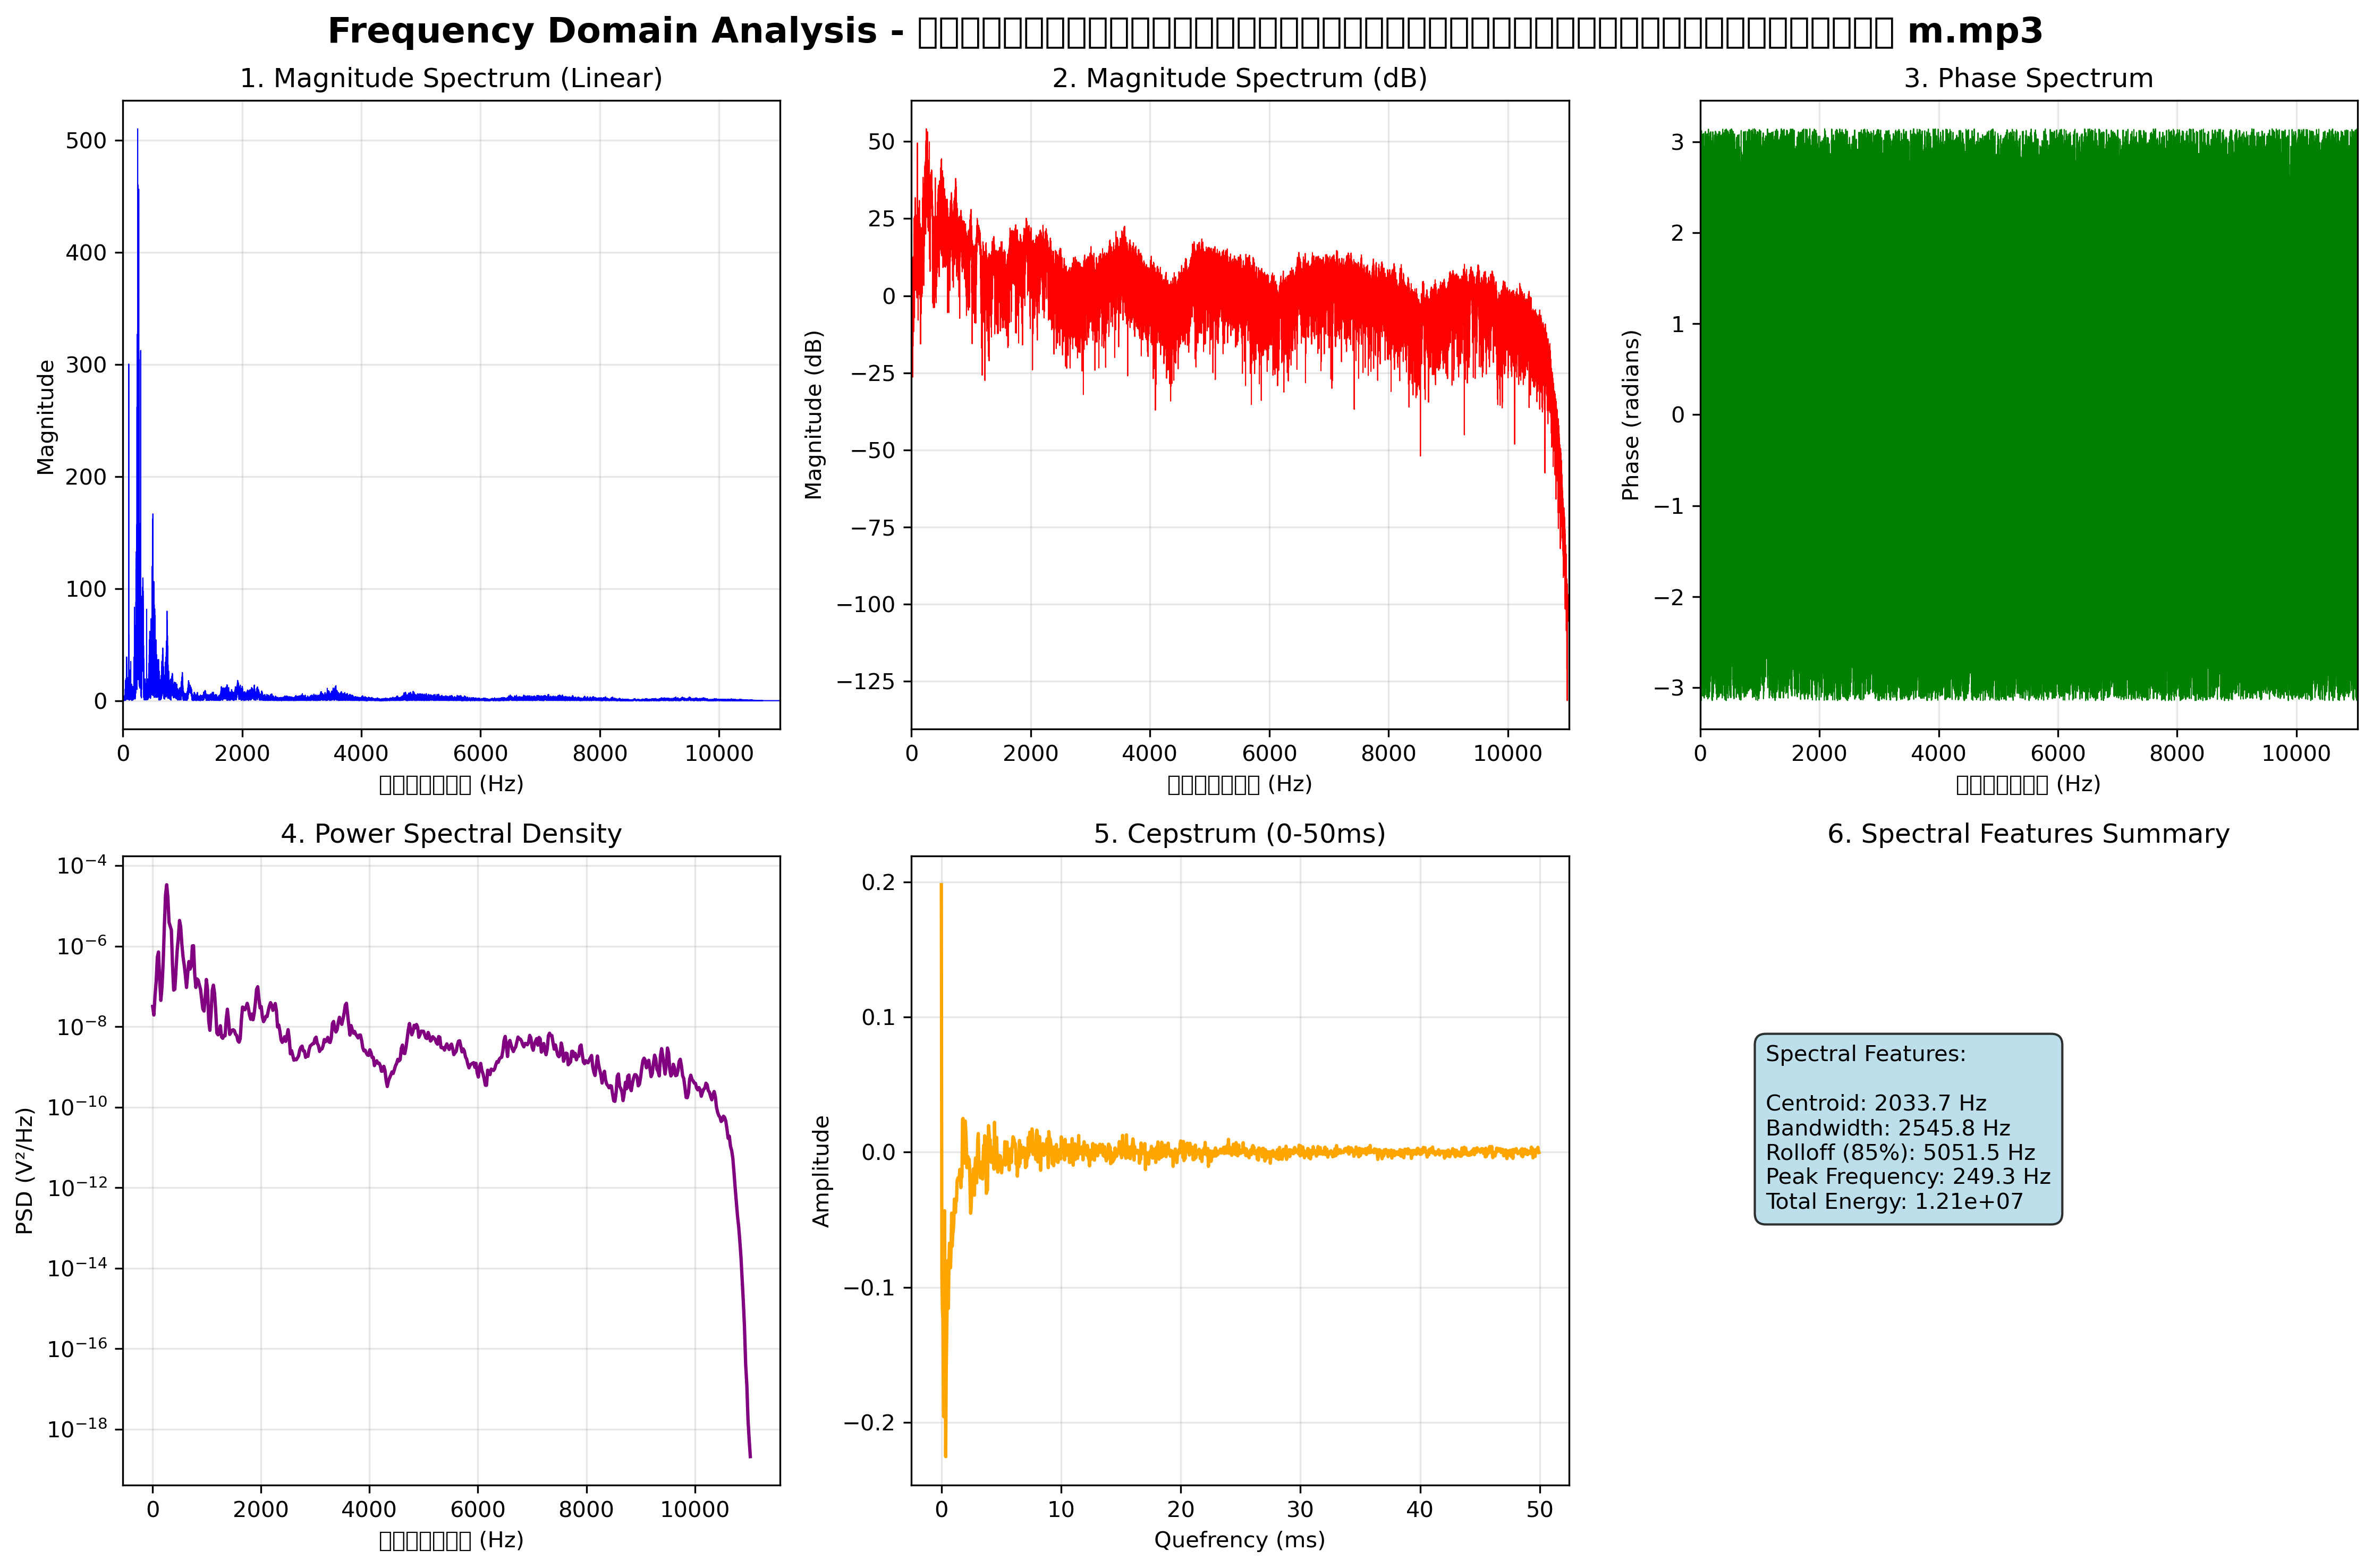 Frequency Domain Analysis - m.mp3
1. Magnitude Spectrum (Linear)
Magnitude
500
400
300
200
100
0
0 2000 4000 6000 8000 10000
(Hz)
2. Magnitude Spectrum (dB)
Magnitude (dB)
50
25
0
−25
−50
−75
−100
−125
0 2000 4000 6000 8000 10000
(Hz)
3. Phase Spectrum
Phase (radians)
3
2
1
0
−1
−2
−3
0 2000 4000 6000 8000 10000
(Hz)
4. Power Spectral Density
PSD (V²/Hz)
10⁻⁴
10⁻⁶
10⁻⁸
10⁻¹⁰
10⁻¹²
10⁻¹⁴
10⁻¹⁶
10⁻¹⁸
0 2000 4000 6000 8000 10000
(Hz)
5. Cepstrum (0-50ms)
Amplitude
0.2
0.1
0.0
−0.1
−0.2
0 10 20 30 40 50
Quefrency (ms)
6. Spectral Features Summary
Spectral Features:
Centroid: 2033.7 Hz
Bandwidth: 2545.8 Hz
Rolloff (85%): 5051.5 Hz
Peak Frequency: 249.3 Hz
Total Energy: 1.21e+07